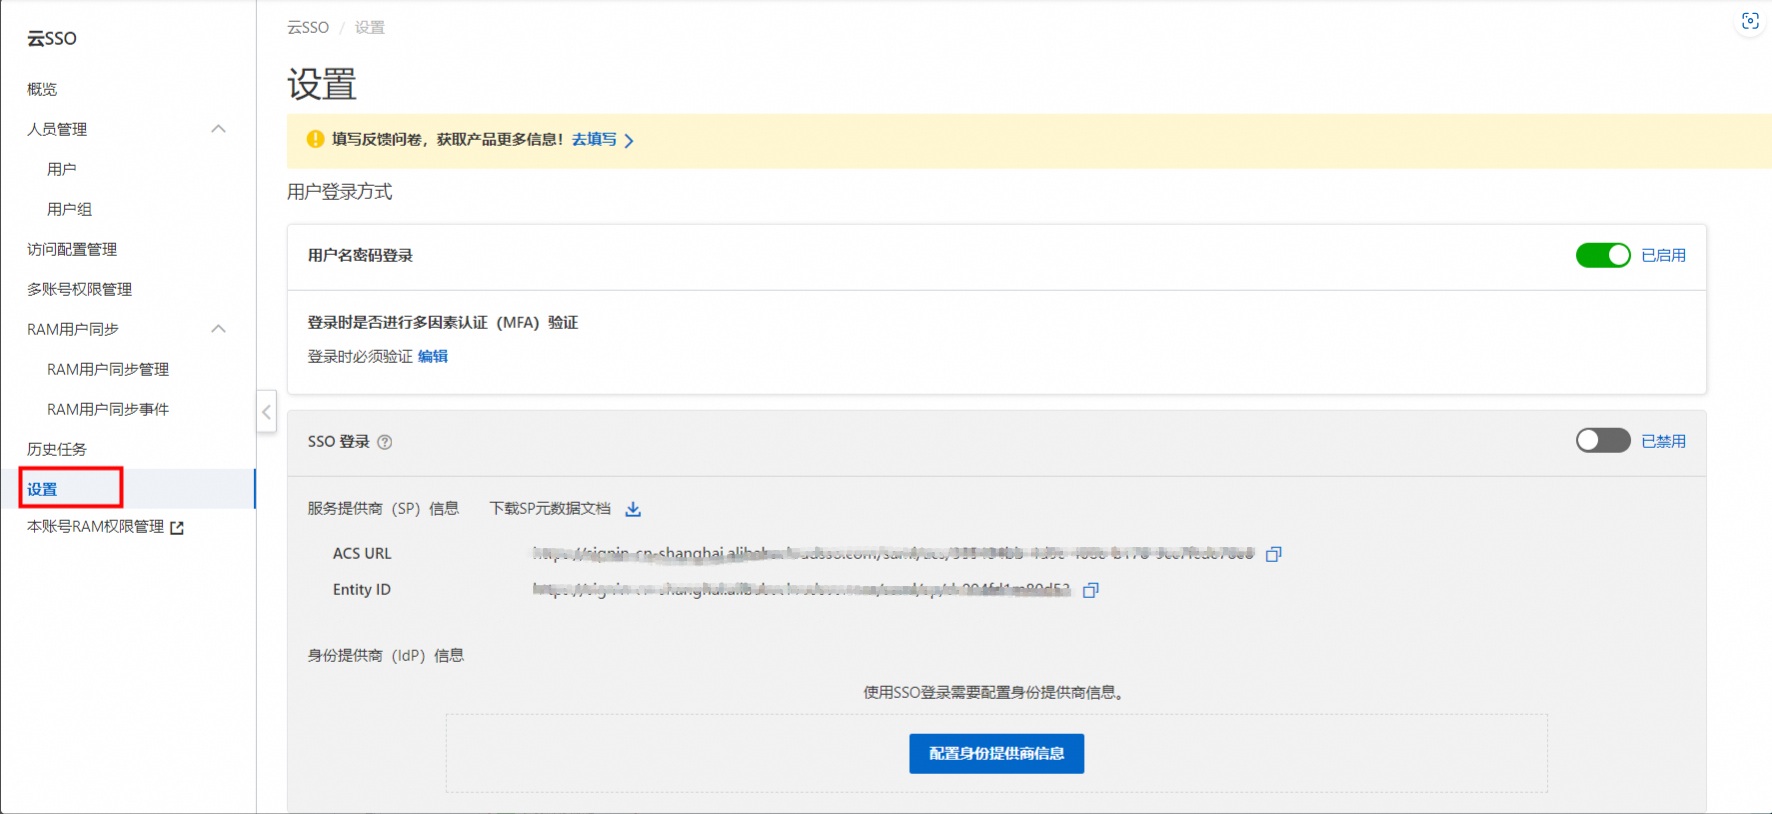 云SSO
概览
人员管理
用户
用户组
访问配置管理
多账号权限管理
RAM用户同步
RAM用户同步管理
RAM用户同步事件
历史任务
设置
本账号RAM权限管理
云SSO / 设置
设置
填写反馈问卷，获取产品更多信息！去填写
用户登录方式
用户名密码登录 已启用
登录时是否进行多因素认证（MFA）验证
登录时必须验证 编辑
SSO 登录 已禁用
服务提供商（SP）信息 下载SP元数据文档
ACS URL
Entity ID
身份提供商（IdP）信息
使用SSO登录需要配置身份提供商信息。
配置身份提供商信息